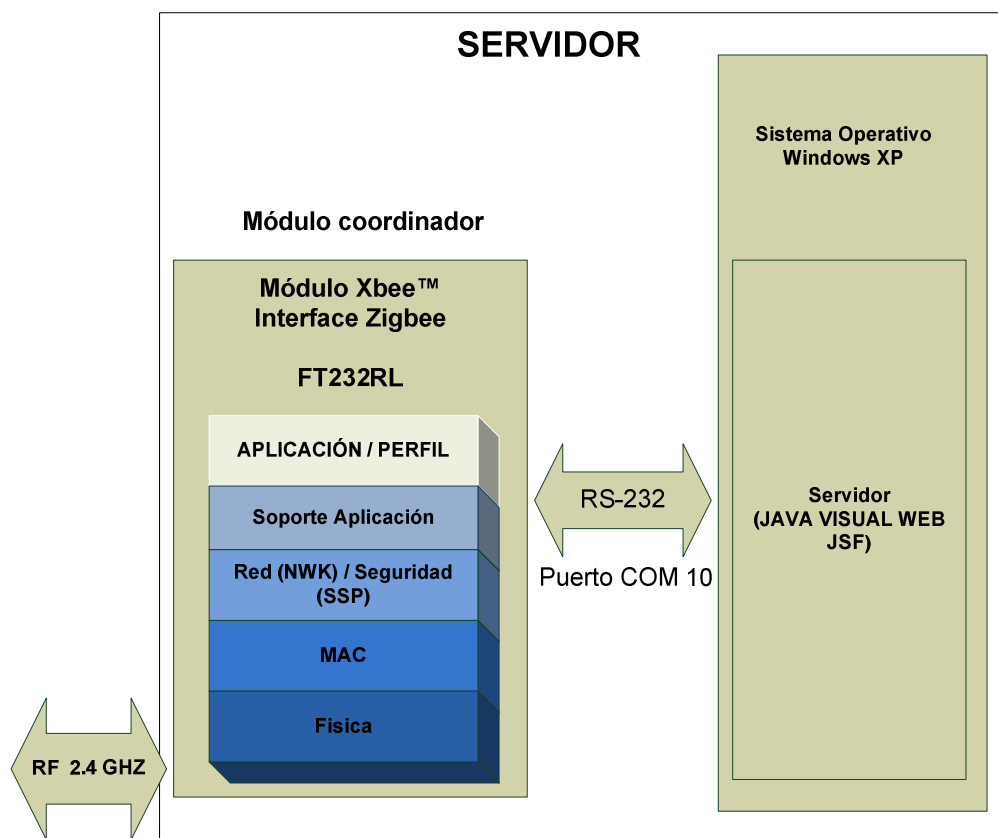 SERVIDOR
Sistema Operativo
Windows XP
Módulo coordinador
Módulo Xbee™
Interface Zigbee
FT232RL
APLICACIÓN / PERFIL
Soporte Aplicación
Red (NWK) / Seguridad
(SSP)
MAC
Fisica
RS-232
Puerto COM 10
Servidor
(JAVA VISUAL WEB
JSF)
RF 2.4 GHZ